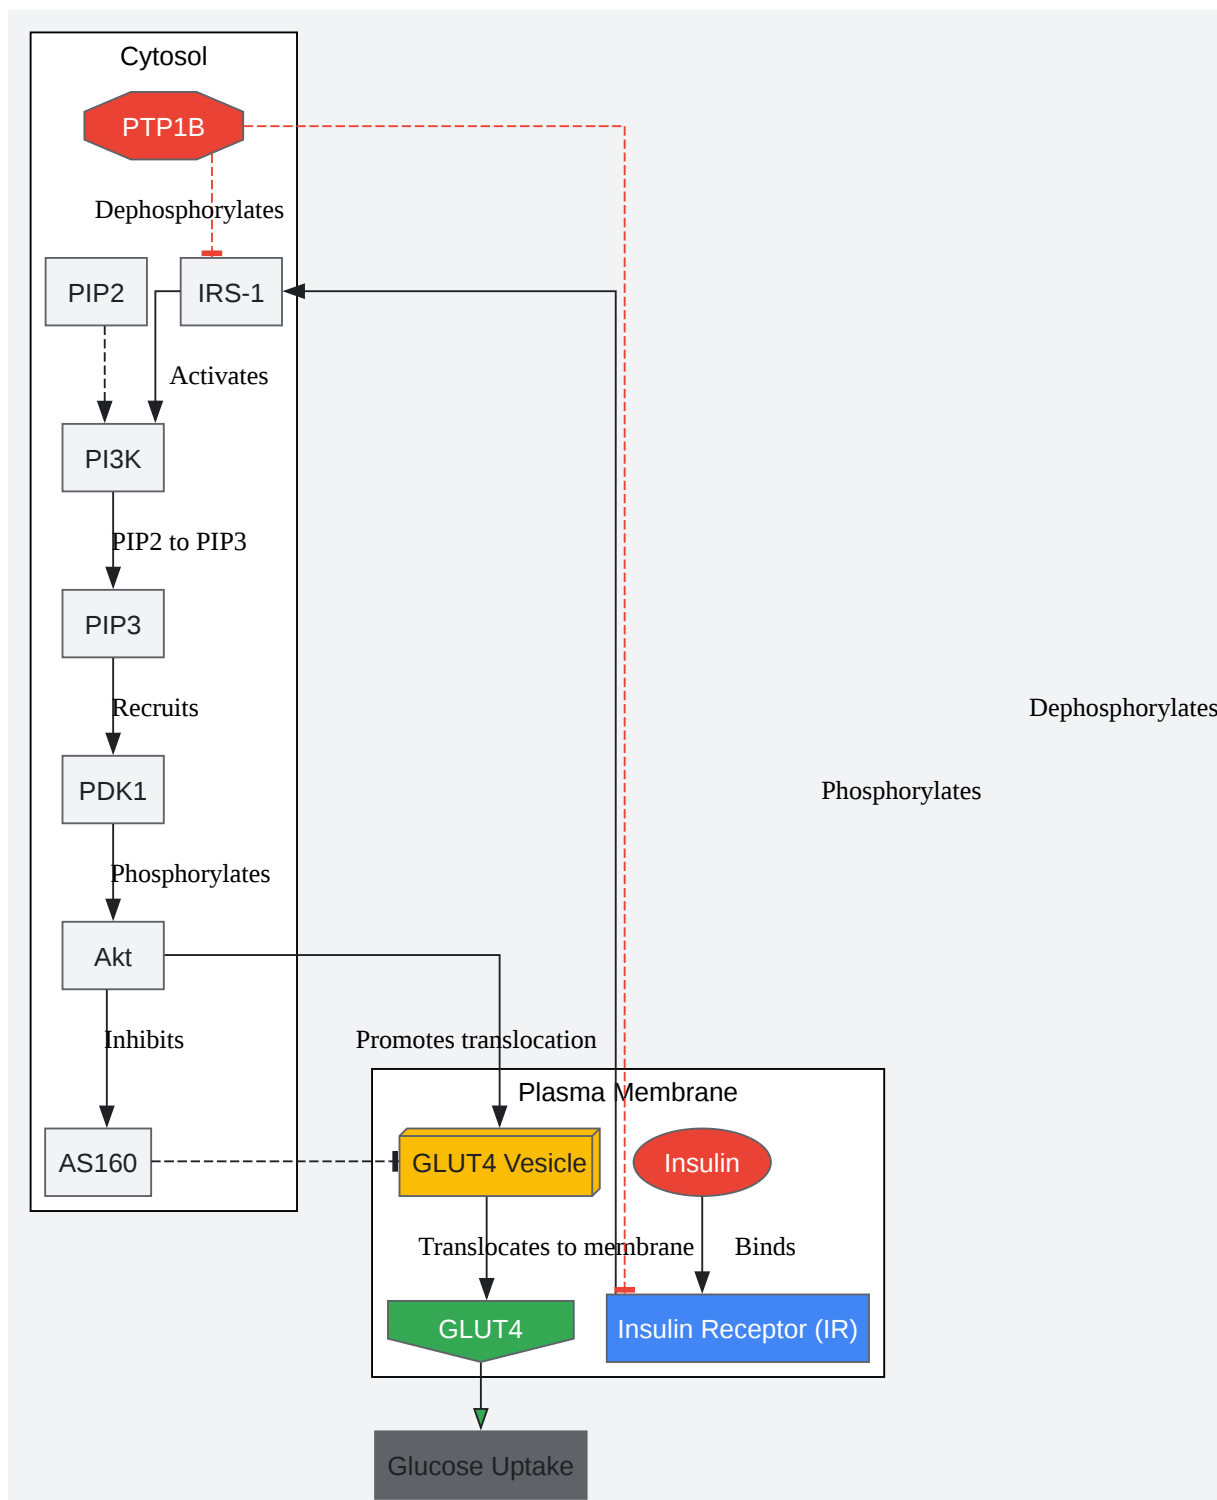 Cytosol
PTP1B
Dephosphorylates
PIP2
IRS-1
Activates
PI3K
PIP2 to PIP3
PIP3
Recruits
Dephosphorylates
PDK1
Phosphorylates
Phosphorylates
Akt
Inhibits
Promotes translocation
Plasma Membrane
AS160
GLUT4 Vesicle
Insulin
Translocates to membrane
Binds
GLUT4
Insulin Receptor (IR)
Glucose Uptake